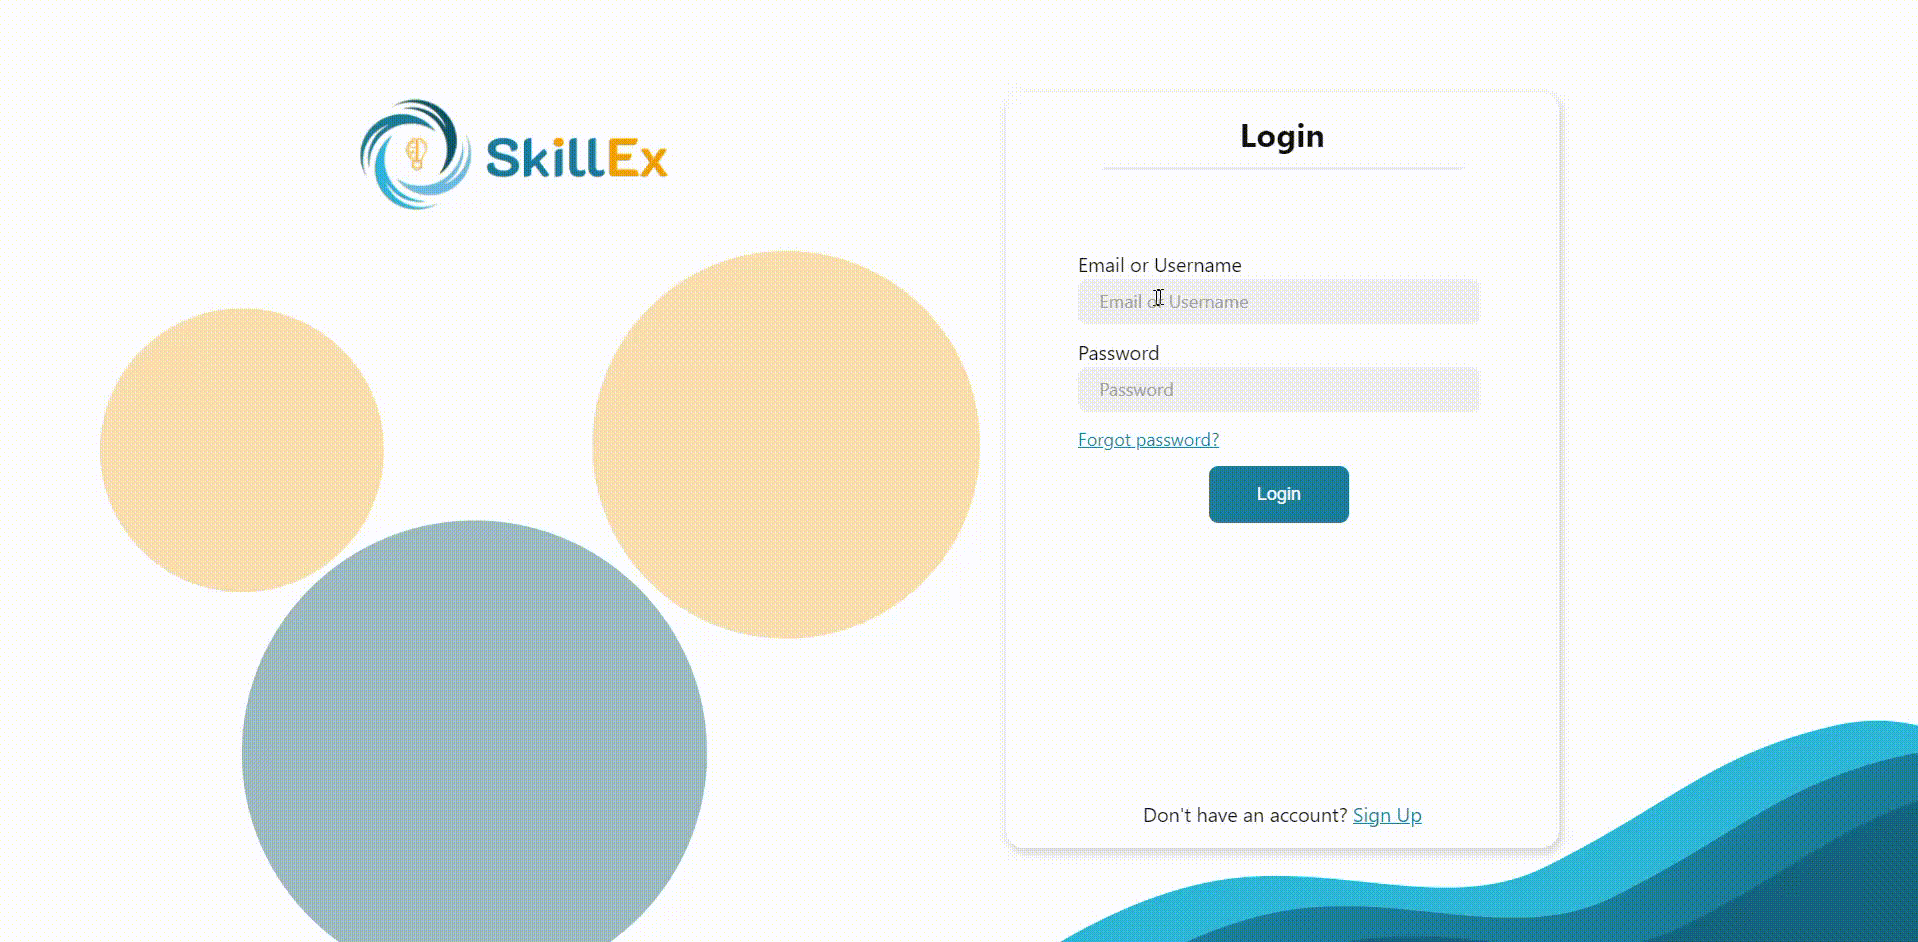 SkillEx
Login
Email or Username
Email or Username
Password
Password
Forgot password?
Login
Don't have an account? Sign Up